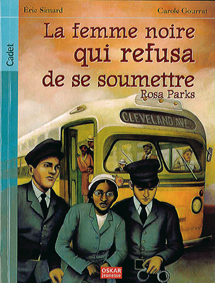 Eric Simard Carole Gourrat
La femme noire
qui refusa
de se soumettre
Rosa Parks
Cadet
CLEVELAND AVE.
OSKAR
jeunesse